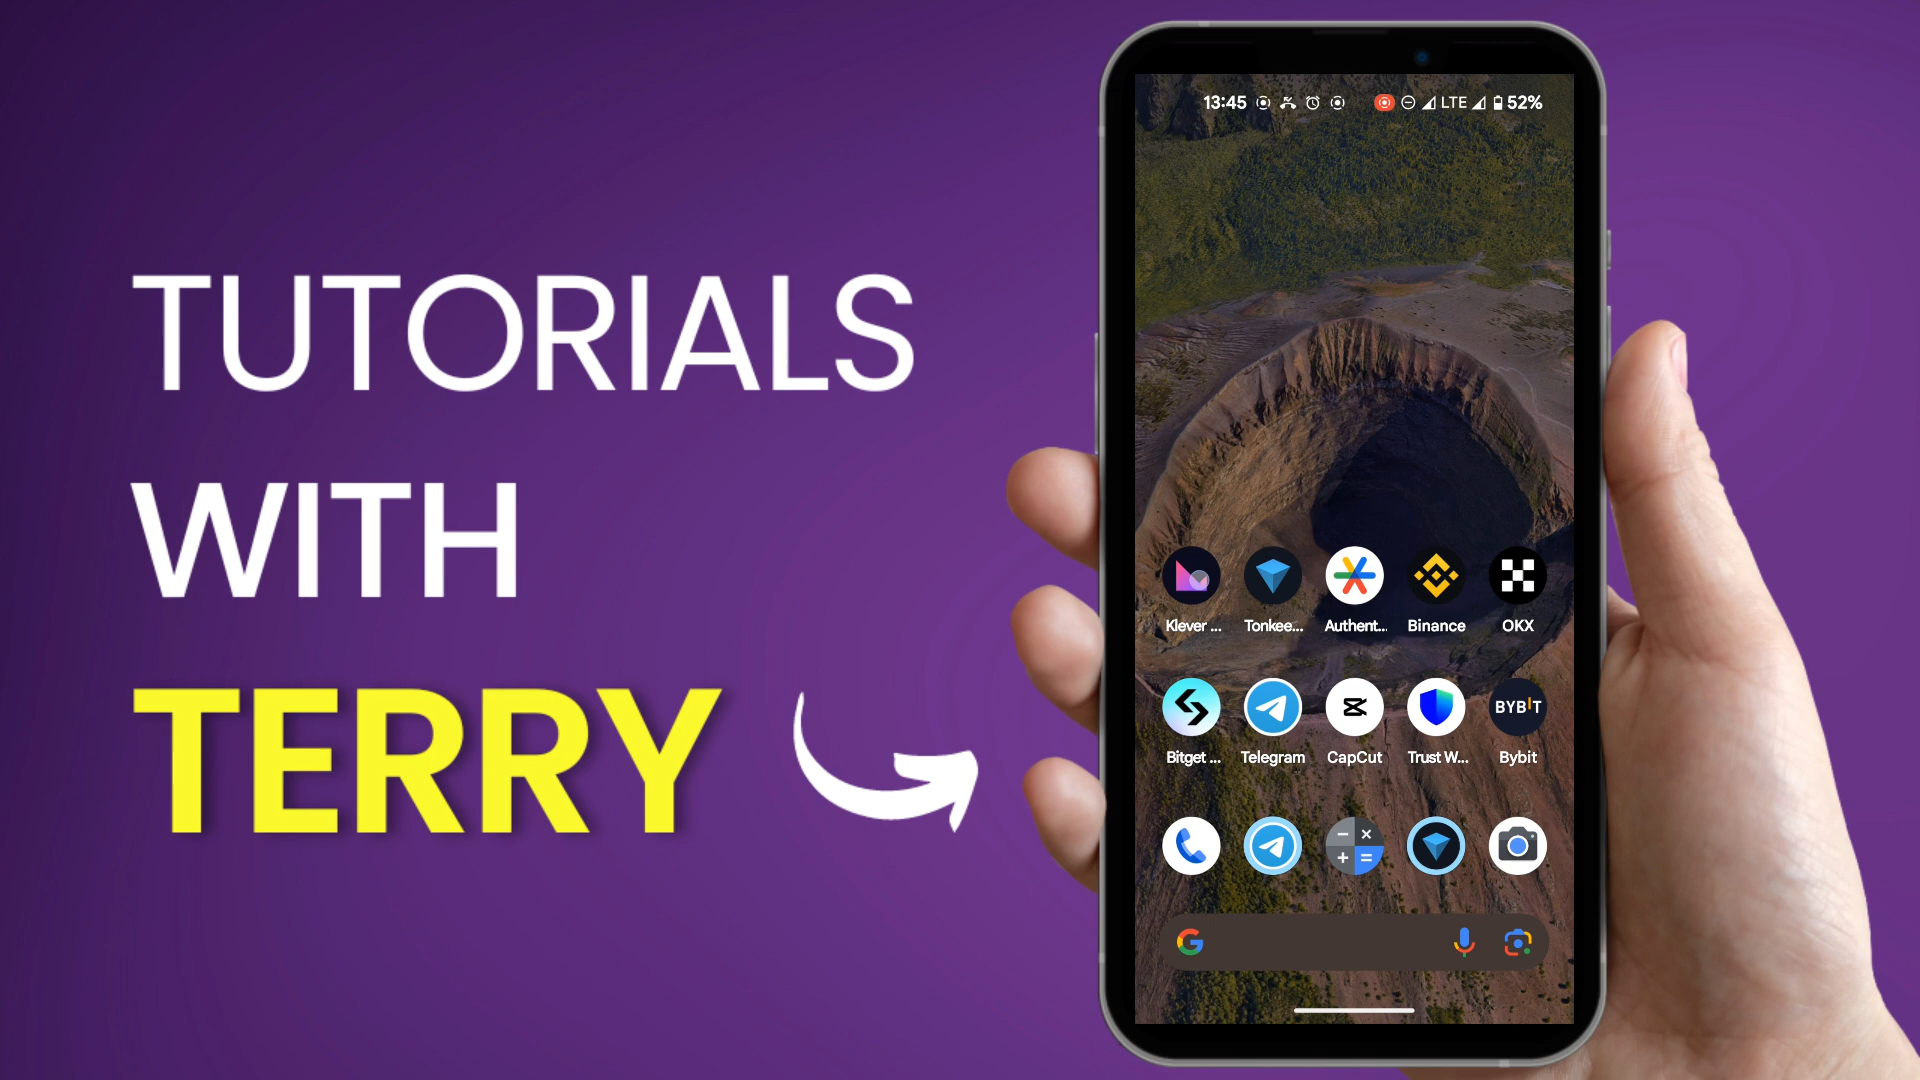 TUTORIALS
WITH
TERRY
13:45 LTE 52%
Klever ... Tonkee... Authent... Binance OKX
BYBIT
Bitget ... Telegram CapCut Trust W... Bybit